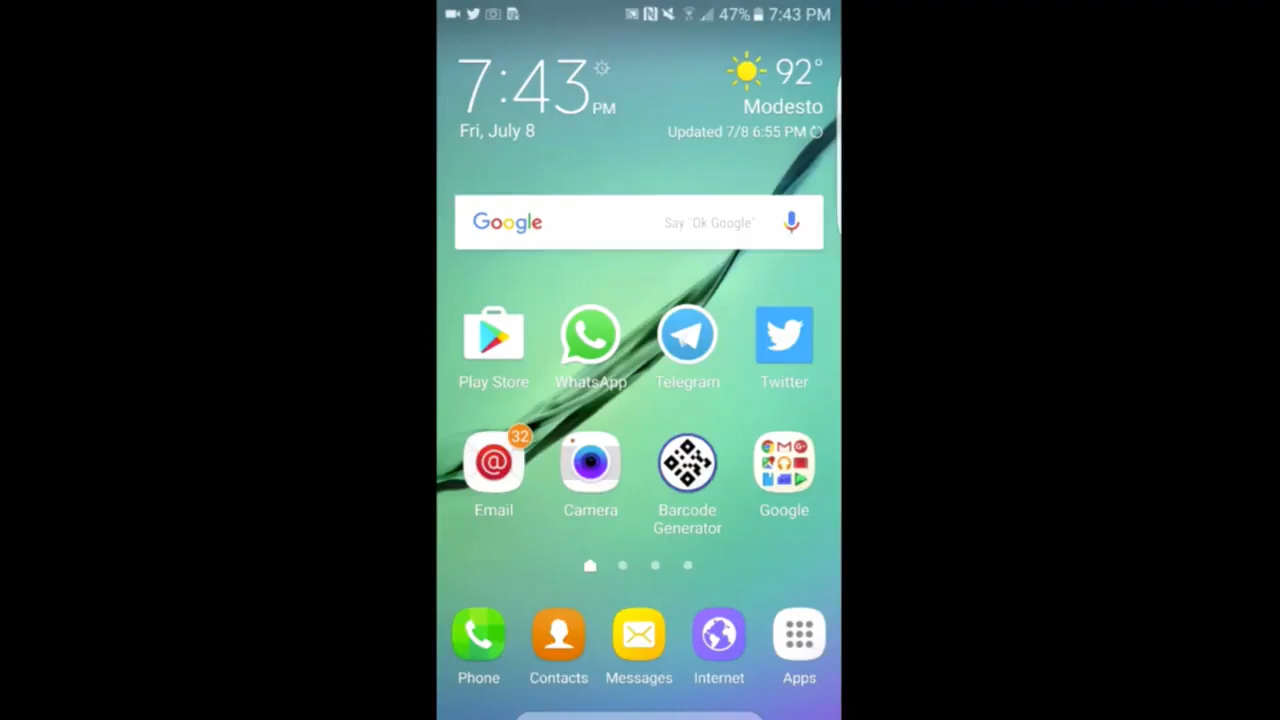 47% 7:43 PM
7:43 PM
92°
Modesto
Fri, July 8
Updated 7/8 6:55 PM
Google Say "Ok Google"
Play Store WhatsApp Telegram Twitter
32
Email Camera Barcode Generator Google
Phone Contacts Messages Internet Apps